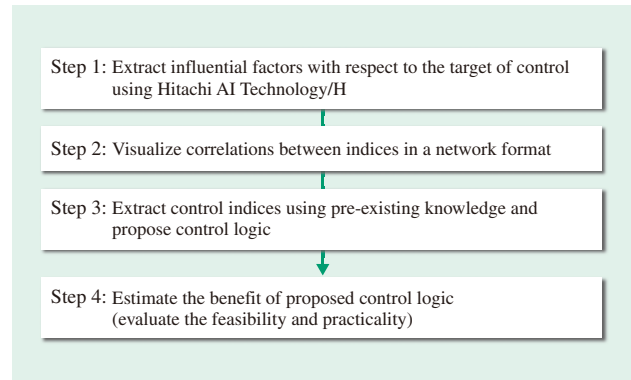 Step 1: Extract influential factors with respect to the target of control
using Hitachi AI Technology/H
Step 2: Visualize correlations between indices in a network format
Step 3: Extract control indices using pre-existing knowledge and
propose control logic
Step 4: Estimate the benefit of proposed control logic
(evaluate the feasibility and practicality)